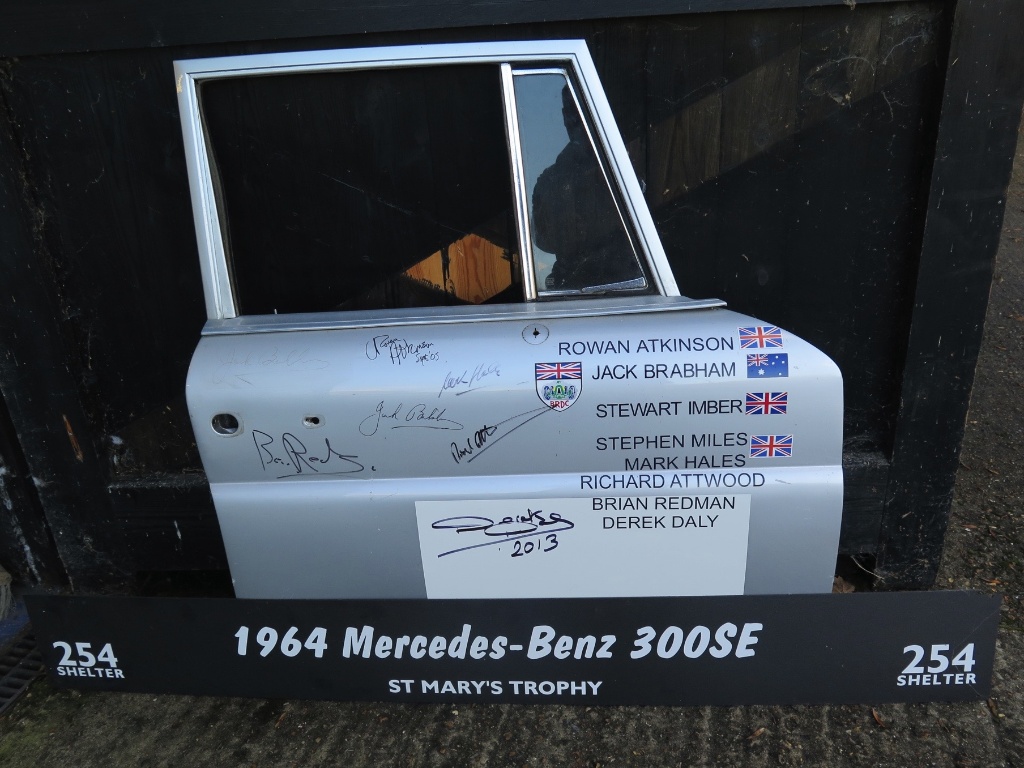 ROWAN ATKINSON
JACK BRABHAM
BRDC
STEWART IMBER
STEPHEN MILES
MARK HALES
RICHARD ATTWOOD
BRIAN REDMAN
DEREK DALY
2013
254
SHELTER
1964 Mercedes-Benz 300SE
ST MARY'S TROPHY
254
SHELTER